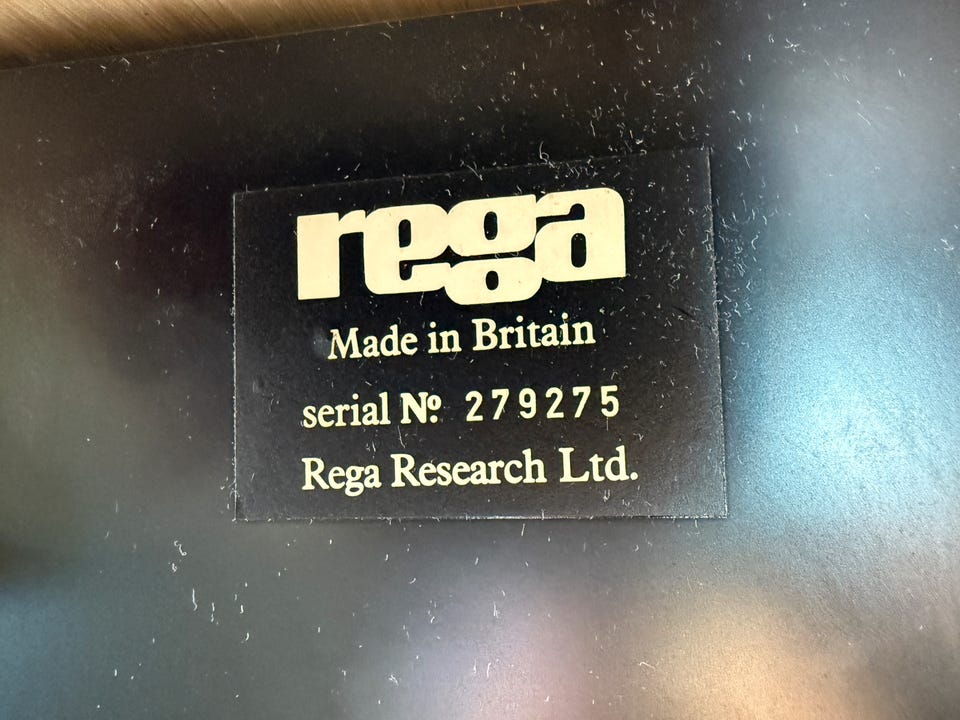 rega
Made in Britain
serial Nº 279275
Rega Research Ltd.